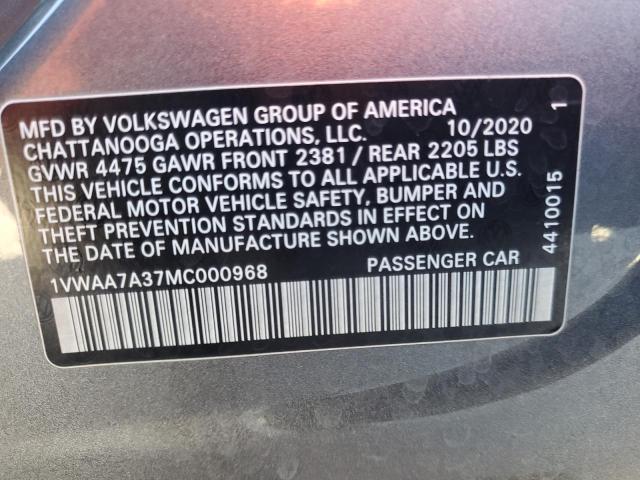 MFD BY VOLKSWAGEN GROUP OF AMERICA
CHATTANOOGA OPERATIONS, LLC. 10/2020
GVWR 4475 GAWR FRONT 2381 / REAR 2205 LBS
THIS VEHICLE CONFORMS TO ALL APPLICABLE U.S.
FEDERAL MOTOR VEHICLE SAFETY, BUMPER AND
THEFT PREVENTION STANDARDS IN EFFECT ON
THE DATE OF MANUFACTURE SHOWN ABOVE.
1VWAA7A37MC000968 PASSENGER CAR
4410015 1